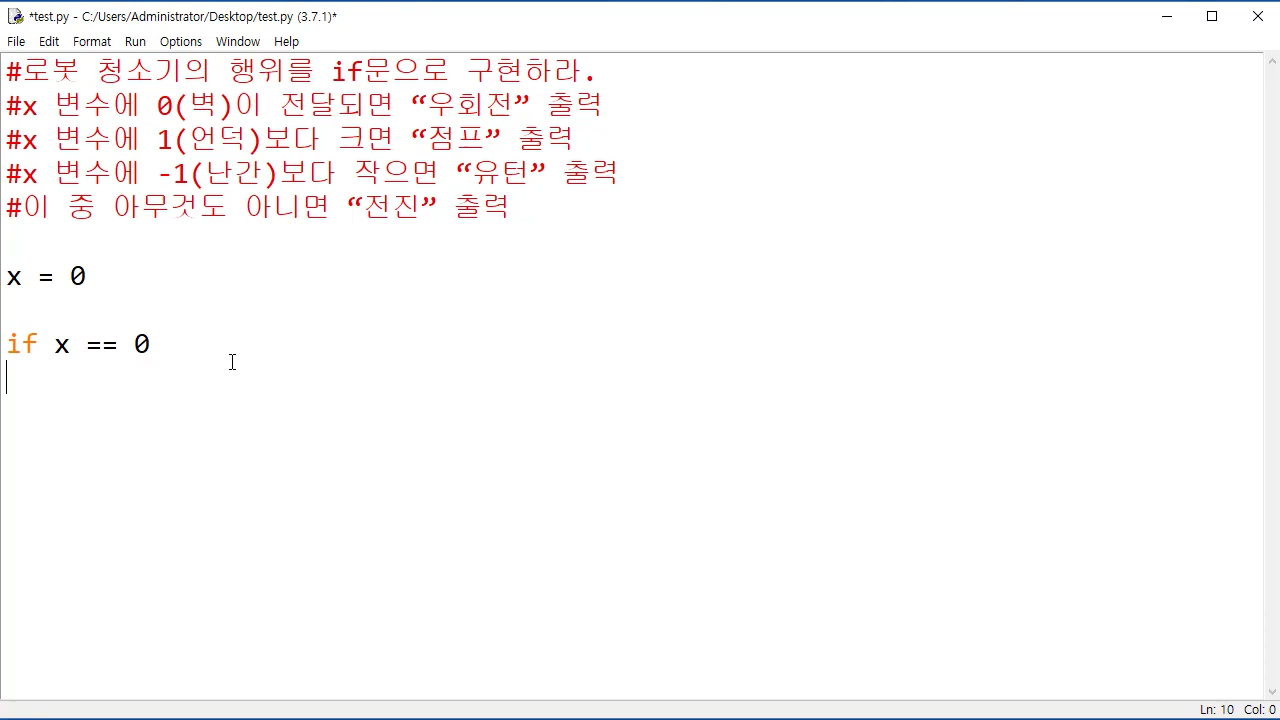 *test.py - C:/Users/Administrator/Desktop/test.py (3.7.1)*
File Edit Format Run Options Window Help
#로봇 청소기의 행위를 if문으로 구현하라.
#x 변수에 0(벽)이 전달되면 “우회전” 출력
#x 변수에 1(언덕)보다 크면 “점프” 출력
#x 변수에 -1(난간)보다 작으면 “유턴” 출력
#이 중 아무것도 아니면 “전진” 출력
x = 0
if x == 0
Ln: 10 Col: 0